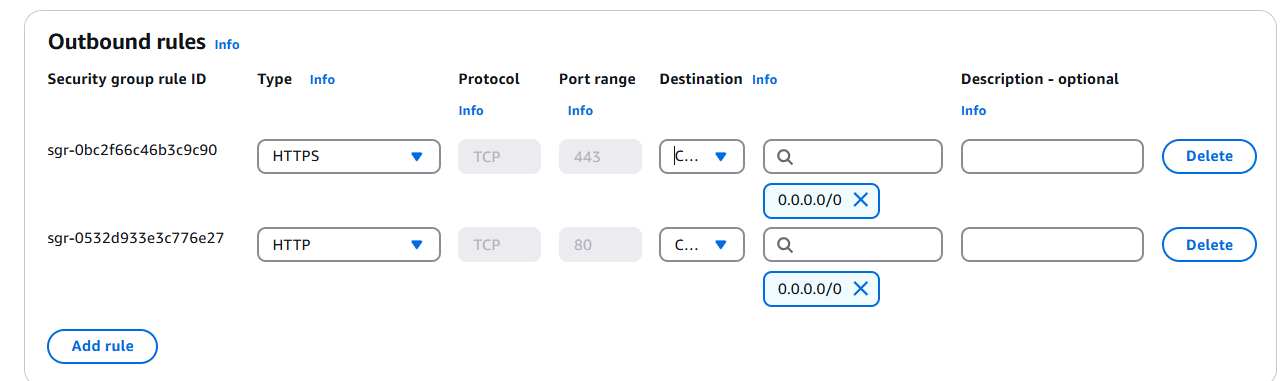 Outbound rules Info
Security group rule ID Type Info Protocol Port range Destination Info Description - optional
Info Info Info
sgr-0bc2f66c46b3c9c90 HTTPS TCP 443 C... Delete
0.0.0.0/0
sgr-0532d933e3c776e27 HTTP TCP 80 C... Delete
0.0.0.0/0
Add rule